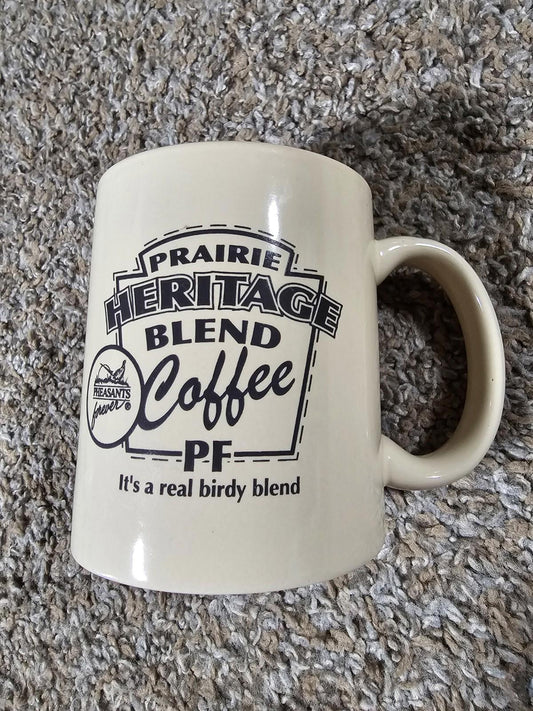 PRAIRIE
HERITAGE
BLEND
Coffee
PHEASANTS
forever®
PF
It's a real birdy blend